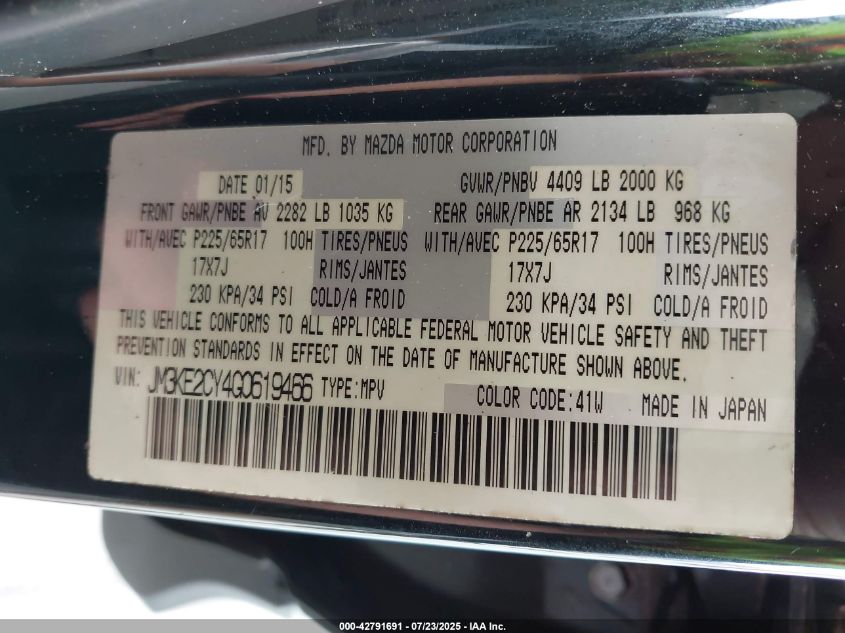 MFD. BY MAZDA MOTOR CORPORATION
DATE 01/15 GVWR/PNBV 4409 LB 2000 KG
FRONT GAWR/PNBE AV 2282 LB 1035 KG REAR GAWR/PNBE AR 2134 LB 968 KG
WITH/AVEC P225/65R17 100H TIRES/PNEUS WITH/AVEC P225/65R17 100H TIRES/PNEUS
17X7J RIMS/JANTES 17X7J RIMS/JANTES
230 KPA/34 PSI COLD/A FROID 230 KPA/34 PSI COLD/A FROID
THIS VEHICLE CONFORMS TO ALL APPLICABLE FEDERAL MOTOR VEHICLE SAFETY AND THEFT
PREVENTION STANDARDS IN EFFECT ON THE DATE OF MANUFACTURE SHOWN ABOVE.
VIN: JM3KE2CY4G0619466 TYPE:MPV COLOR CODE:41W MADE IN JAPAN
000-42791691 - 07/23/2025 - IAA Inc.